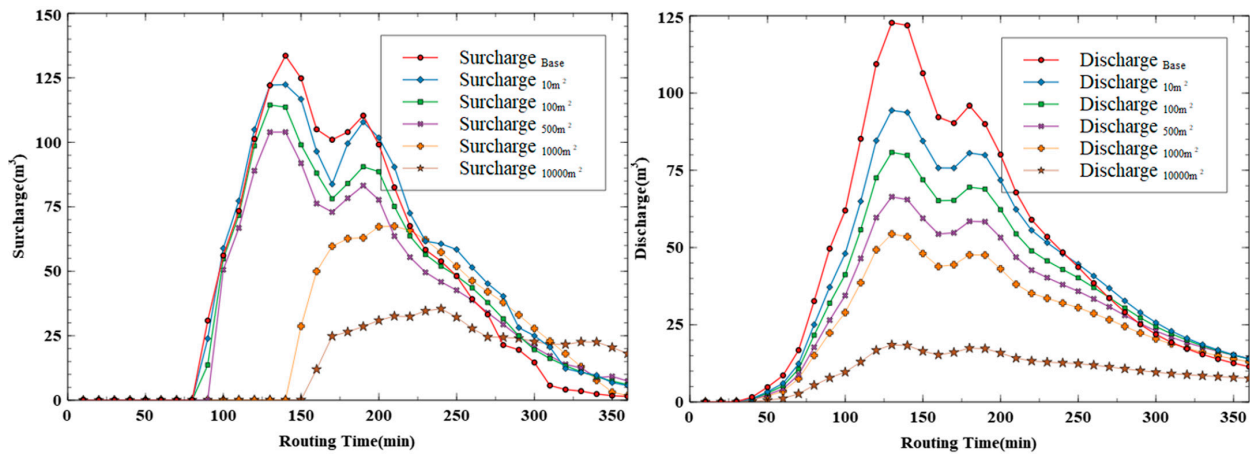 150
125
100
75
50
25
0
Surcharge(m³)
0 50 100 150 200 250 300 350
Routing Time(min)
Surcharge Base
Surcharge 10m²
Surcharge 100m²
Surcharge 500m²
Surcharge 1000m²
Surcharge 10000m²
125
100
75
50
25
0
Discharge(m³)
0 50 100 150 200 250 300 350
Routing Time(min)
Discharge Base
Discharge 10m²
Discharge 100m²
Discharge 500m²
Discharge 1000m²
Discharge 10000m²